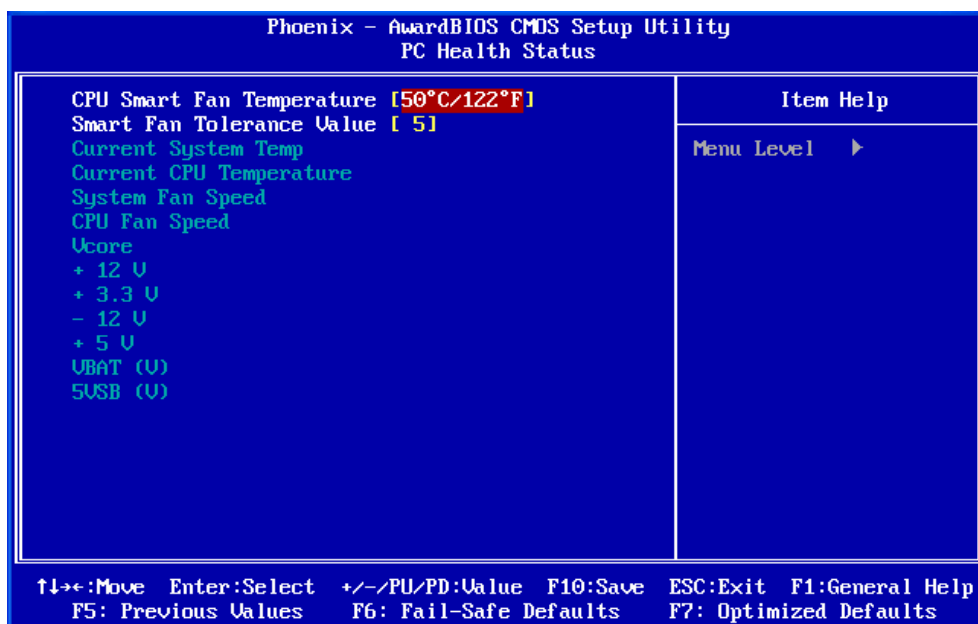 Phoenix - AwardBIOS CMOS Setup Utility
PC Health Status
CPU Smart Fan Temperature [50°C/122°F]
Smart Fan Tolerance Value [ 5]
Current System Temp
Current CPU Temperature
System Fan Speed
CPU Fan Speed
Vcore
+ 12 V
+ 3.3 V
- 12 V
+ 5 V
VBAT (V)
5VSB (V)
Item Help
Menu Level ▶
↑↓→←:Move Enter:Select +/-/PU/PD:Value F10:Save ESC:Exit F1:General Help
F5: Previous Values F6: Fail-Safe Defaults F7: Optimized Defaults